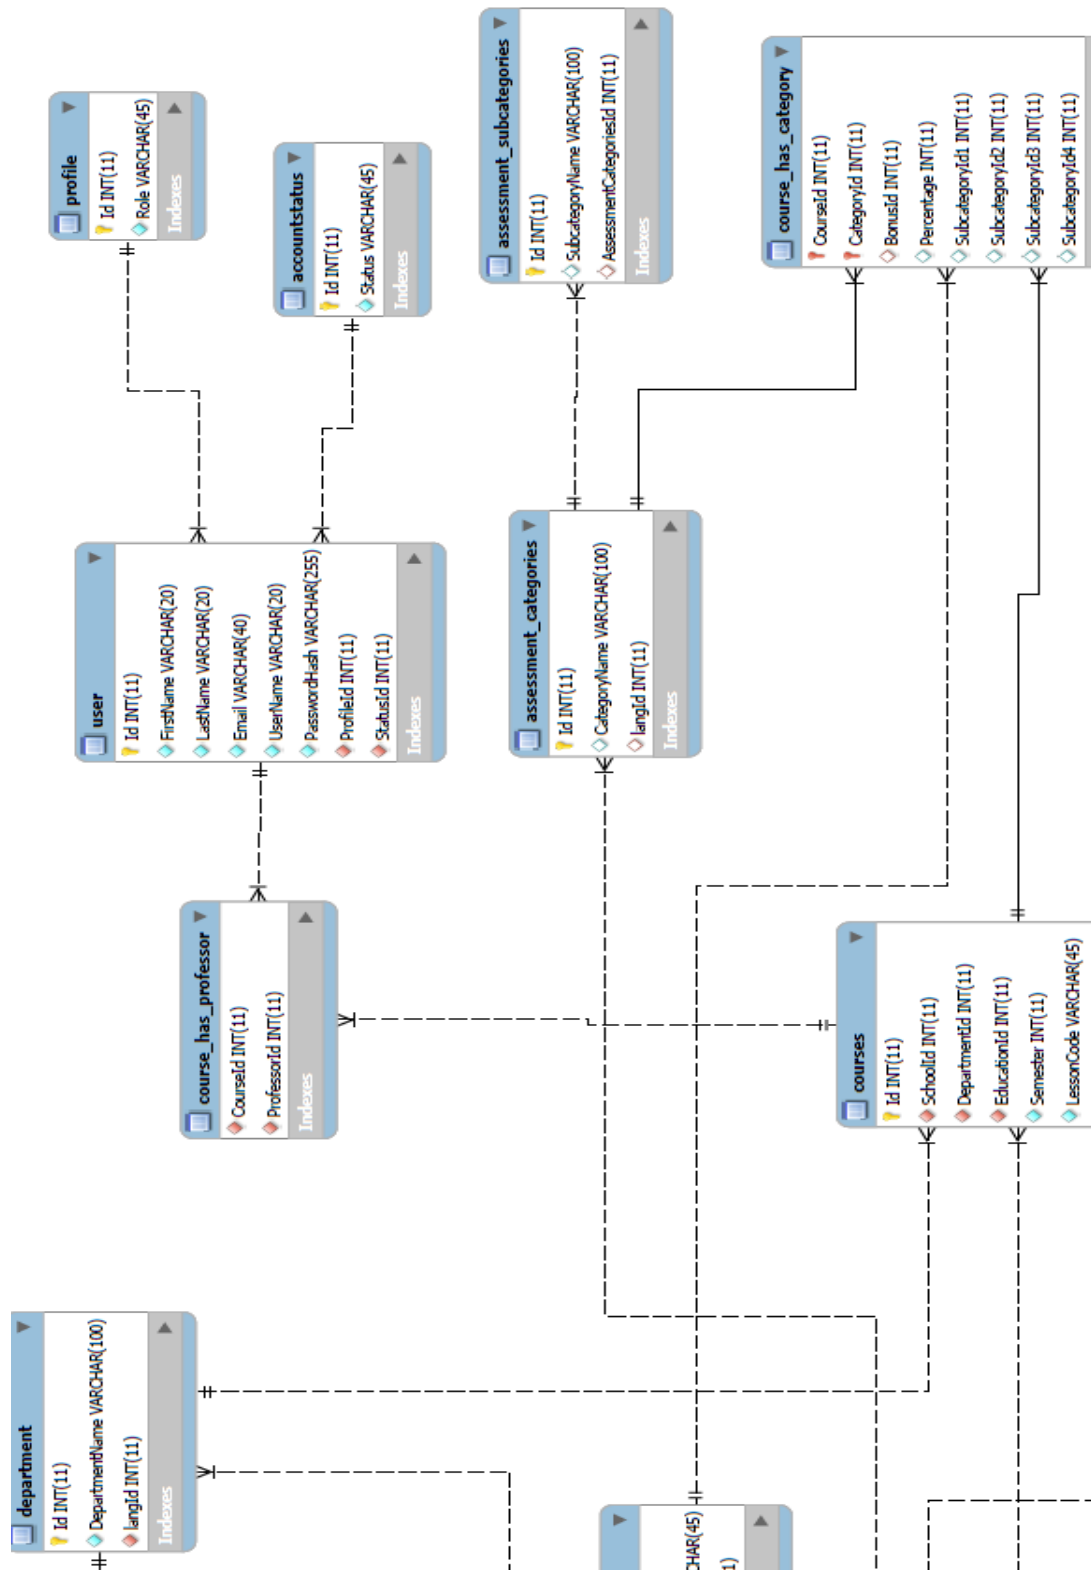 profile
Id INT(11)
Role VARCHAR(45)
Indexes
accountstatus
Id INT(11)
Status VARCHAR(45)
Indexes
assessment_subcategories
Id INT(11)
SubcategoryName VARCHAR(100)
AssessmentCategoriesId INT(11)
Indexes
course_has_category
CourseId INT(11)
CategoryId INT(11)
BonusId INT(11)
Percentage INT(11)
SubcategoryId1 INT(11)
SubcategoryId2 INT(11)
SubcategoryId3 INT(11)
SubcategoryId4 INT(11)
user
Id INT(11)
FirstName VARCHAR(20)
LastName VARCHAR(20)
Email VARCHAR(40)
UserName VARCHAR(20)
PasswordHash VARCHAR(255)
ProfileId INT(11)
StatusId INT(11)
Indexes
assessment_categories
Id INT(11)
CategoryName VARCHAR(100)
langId INT(11)
Indexes
course_has_professor
CourseId INT(11)
ProfessorId INT(11)
Indexes
courses
Id INT(11)
SchoolId INT(11)
DepartmentId INT(11)
EducationId INT(11)
Semester INT(11)
LessonCode VARCHAR(45)
department
Id INT(11)
DepartmentName VARCHAR(100)
langId INT(11)
Indexes
CHAR(45)
1)